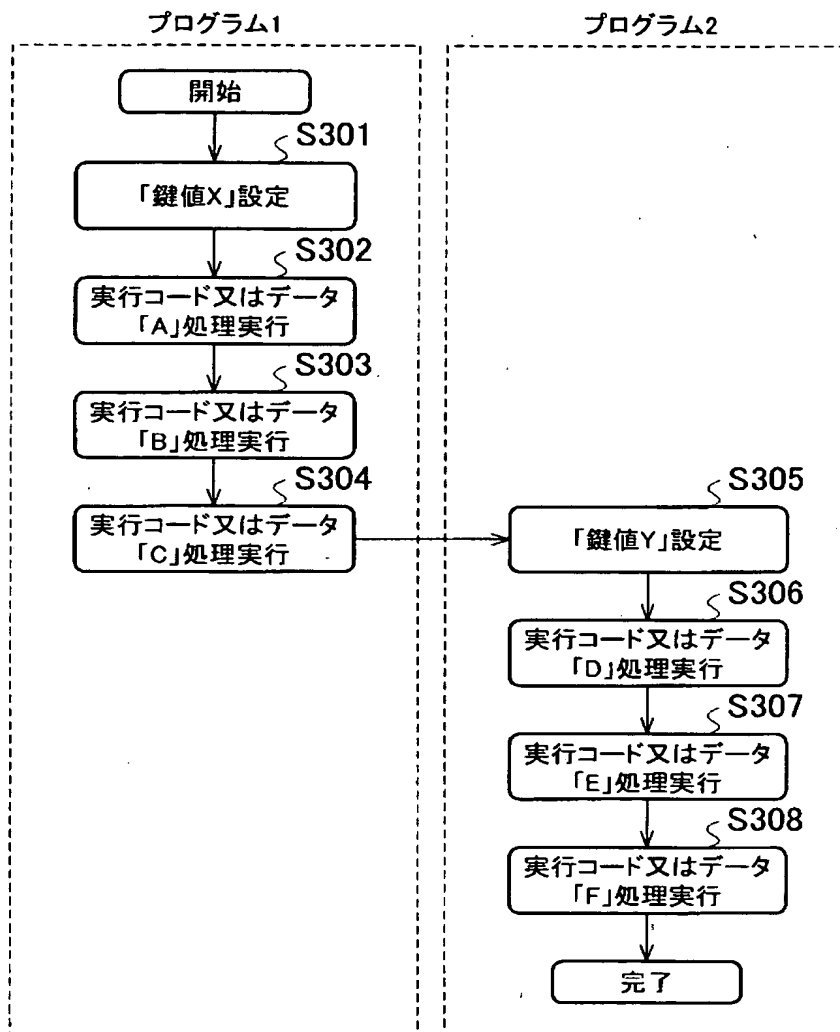 プログラム1
開始
S301
「鍵値X」設定
S302
実行コード又はデータ
「A」処理実行
S303
実行コード又はデータ
「B」処理実行
S304
実行コード又はデータ
「C」処理実行
プログラム2
S305
「鍵値Y」設定
S306
実行コード又はデータ
「D」処理実行
S307
実行コード又はデータ
「E」処理実行
S308
実行コード又はデータ
「F」処理実行
完了